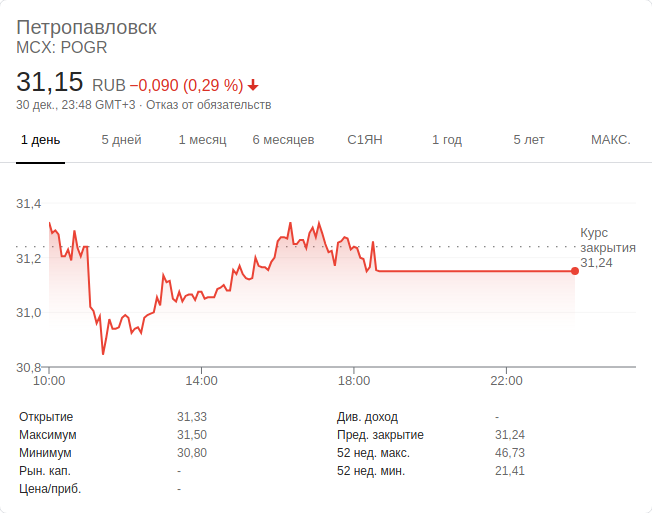 Петропавловск
MCX: POGR
31,15 RUB −0,090 (0,29 %)
30 дек., 23:48 GMT+3 · Отказ от обязательств
1 день 5 дней 1 месяц 6 месяцев С1ЯН 1 год 5 лет МАКС.
31,4
31,2
31,0
30,8
Курс
закрытия
31,24
10:00 14:00 18:00 22:00
Открытие 31,33 Див. доход -
Максимум 31,50 Пред. закрытие 31,24
Минимум 30,80 52 нед. макс. 46,73
Рын. кап. - 52 нед. мин. 21,41
Цена/приб. -